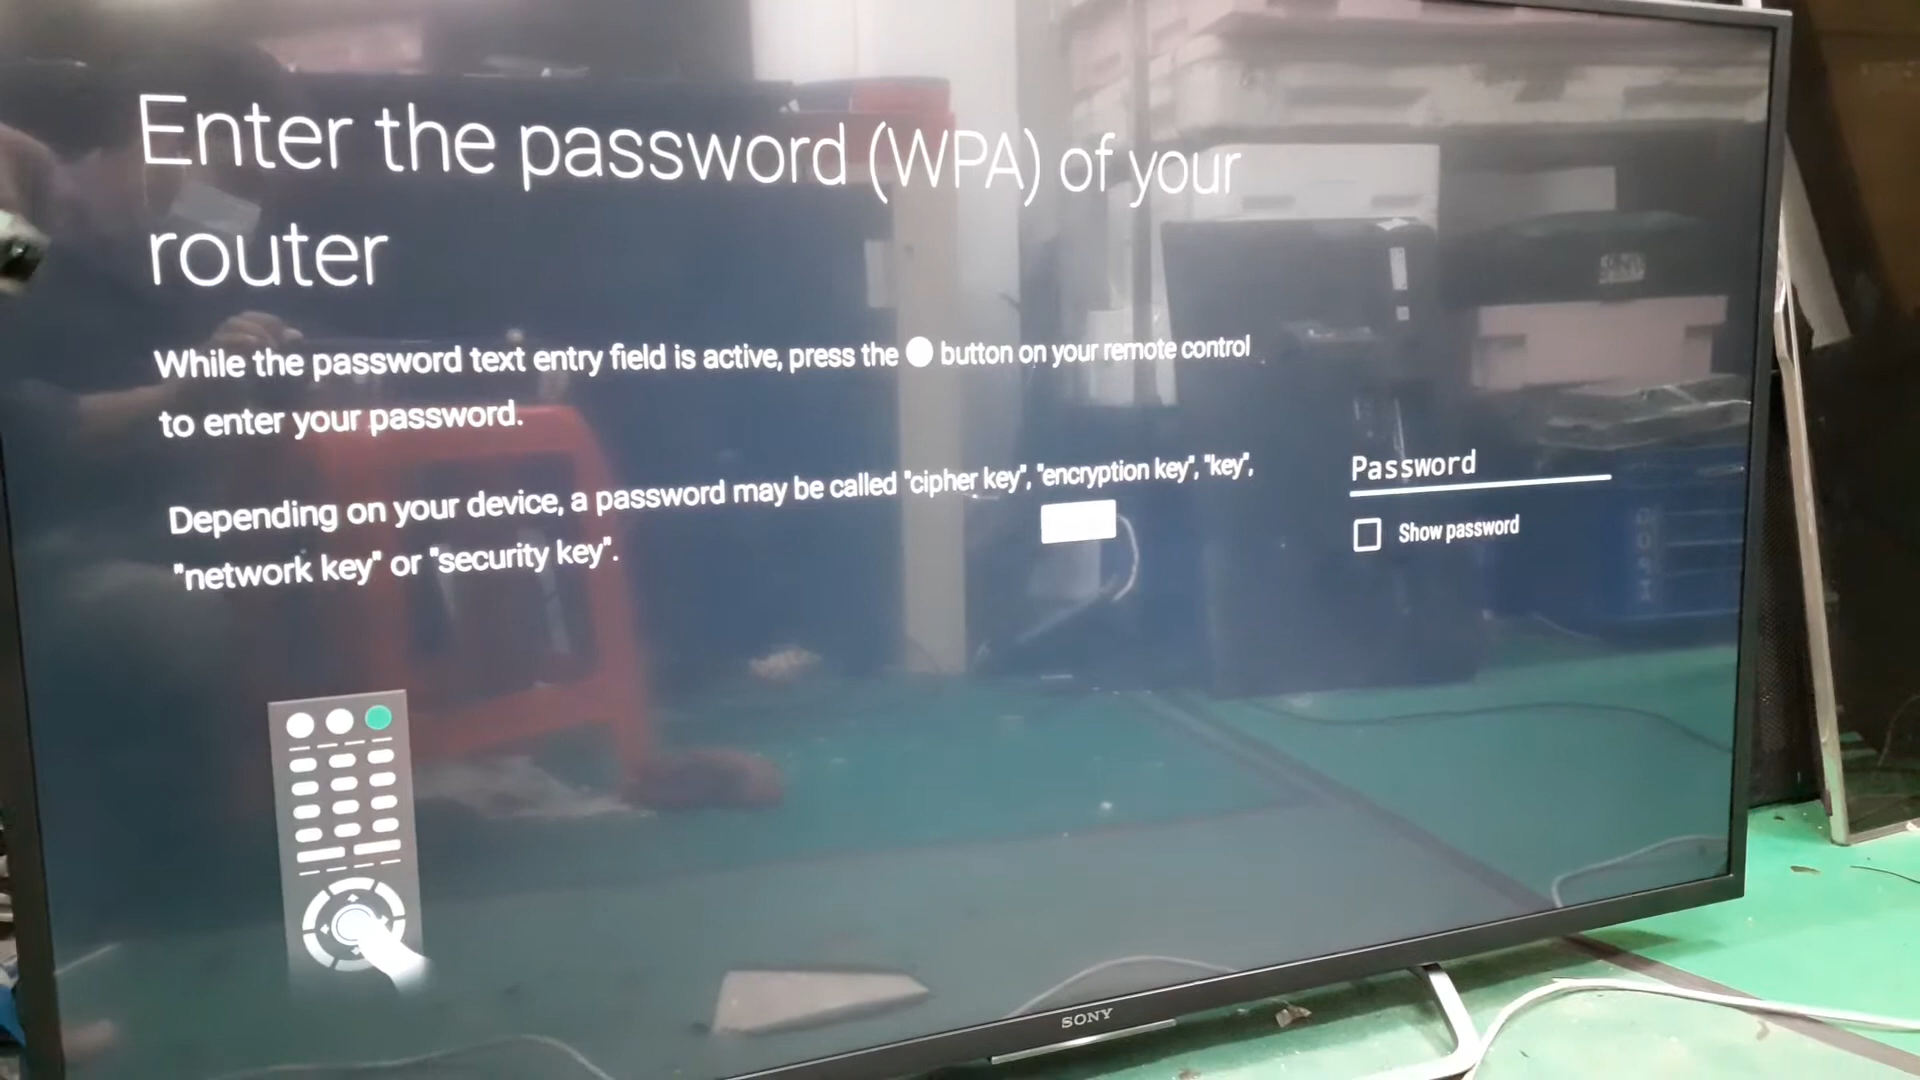 Enter the password (WPA) of your
router
While the password text entry field is active, press the button on your remote control
to enter your password.
Depending on your device, a password may be called "cipher key", "encryption key", "key",
"network key" or "security key".
Password
Show password
SONY